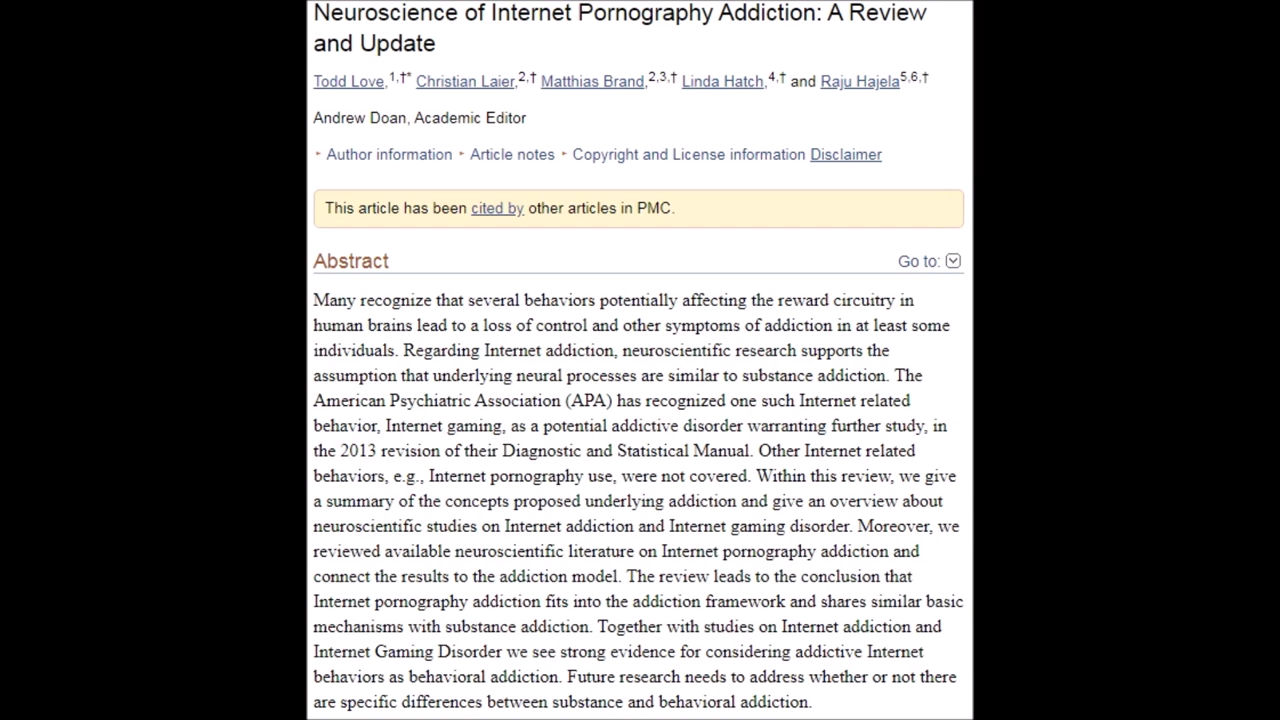 Neuroscience of Internet Pornography Addiction: A Review
and Update
Todd Love,1,†* Christian Laier,2,† Matthias Brand,2,3,† Linda Hatch,4,† and Raju Hajela5,6,†
Andrew Doan, Academic Editor
▸ Author information ▸ Article notes ▸ Copyright and License information Disclaimer
This article has been cited by other articles in PMC.
Abstract Go to:
Many recognize that several behaviors potentially affecting the reward circuitry in
human brains lead to a loss of control and other symptoms of addiction in at least some
individuals. Regarding Internet addiction, neuroscientific research supports the
assumption that underlying neural processes are similar to substance addiction. The
American Psychiatric Association (APA) has recognized one such Internet related
behavior, Internet gaming, as a potential addictive disorder warranting further study, in
the 2013 revision of their Diagnostic and Statistical Manual. Other Internet related
behaviors, e.g., Internet pornography use, were not covered. Within this review, we give
a summary of the concepts proposed underlying addiction and give an overview about
neuroscientific studies on Internet addiction and Internet gaming disorder. Moreover, we
reviewed available neuroscientific literature on Internet pornography addiction and
connect the results to the addiction model. The review leads to the conclusion that
Internet pornography addiction fits into the addiction framework and shares similar basic
mechanisms with substance addiction. Together with studies on Internet addiction and
Internet Gaming Disorder we see strong evidence for considering addictive Internet
behaviors as behavioral addiction. Future research needs to address whether or not there
are specific differences between substance and behavioral addiction.